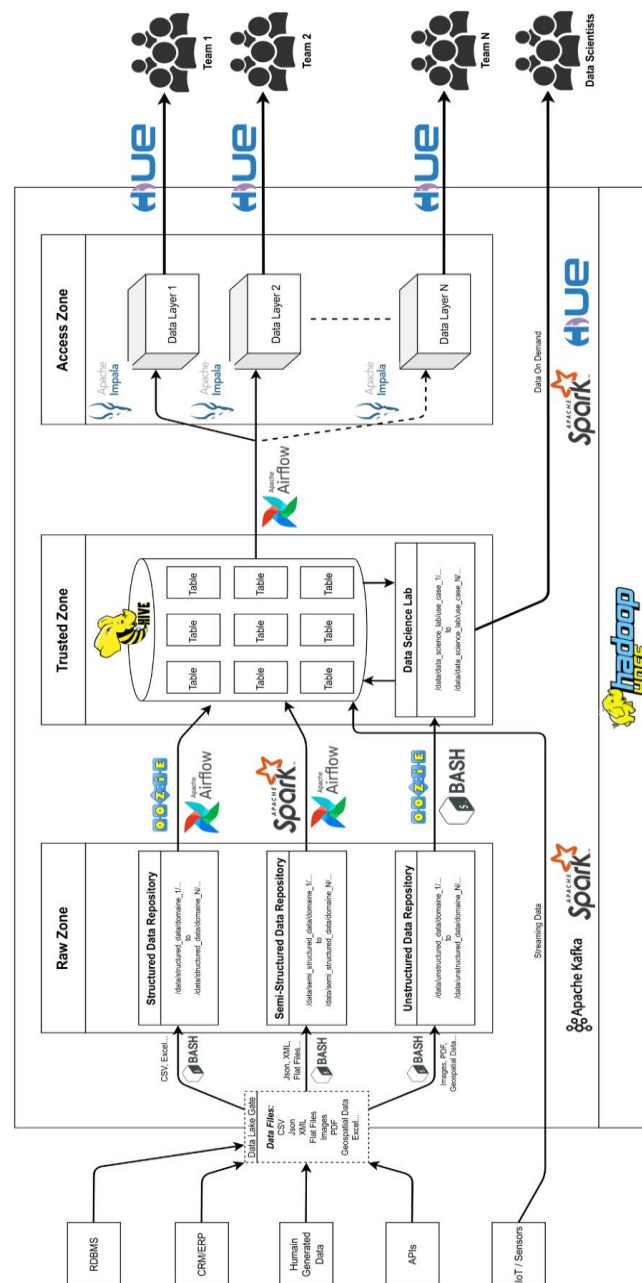 RDBMS
CRM/ERP
Humain
Generated
Data
APIs
IoT / Sensors
Data Lake Gate
Data Files:
CSV
Json
XML
Flat Files
Images
PDF
Geospatial Data
Excel...
CSV, Excel...
BASH
Json, XML,
Flat Files...
BASH
BASH
Images, PDF,
Geospatial Data...
Raw Zone
Structured Data Repository
/data/structured_data/domaine_1/...
to
/data/structured_data/domaine_N/...
Semi-Structured Data Repository
/data/semi_structured_data/domaine_1/...
to
/data/semi_structured_data/domaine_N/...
Unstructured Data Repository
/data/unstructured_data/domaine_1/...
to
/data/unstructured_data/domaine_N/...
OOZIE
Apache
Airflow
APACHE
Spark
Apache
Airflow
OOZIE
$
BASH
Apache Kafka
Streaming Data
APACHE
Spark
Trusted Zone
HIVE
Table
Table
Table
Table
Table
Table
Table
Table
Table
Data Science Lab
/data/data_science_lab/use_case_1/...
to
/data/data_science_lab/use_case_N/...
Apache
Airflow
Access Zone
Apache
Impala
Data Layer 1
Apache
Impala
Data Layer 2
Apache
Impala
Data Layer N
Data On Demand
APACHE
Spark
HUE
HUE
HUE
HUE
Team 1
Team 2
Team N
Data Scientists
hadoop
HDFS